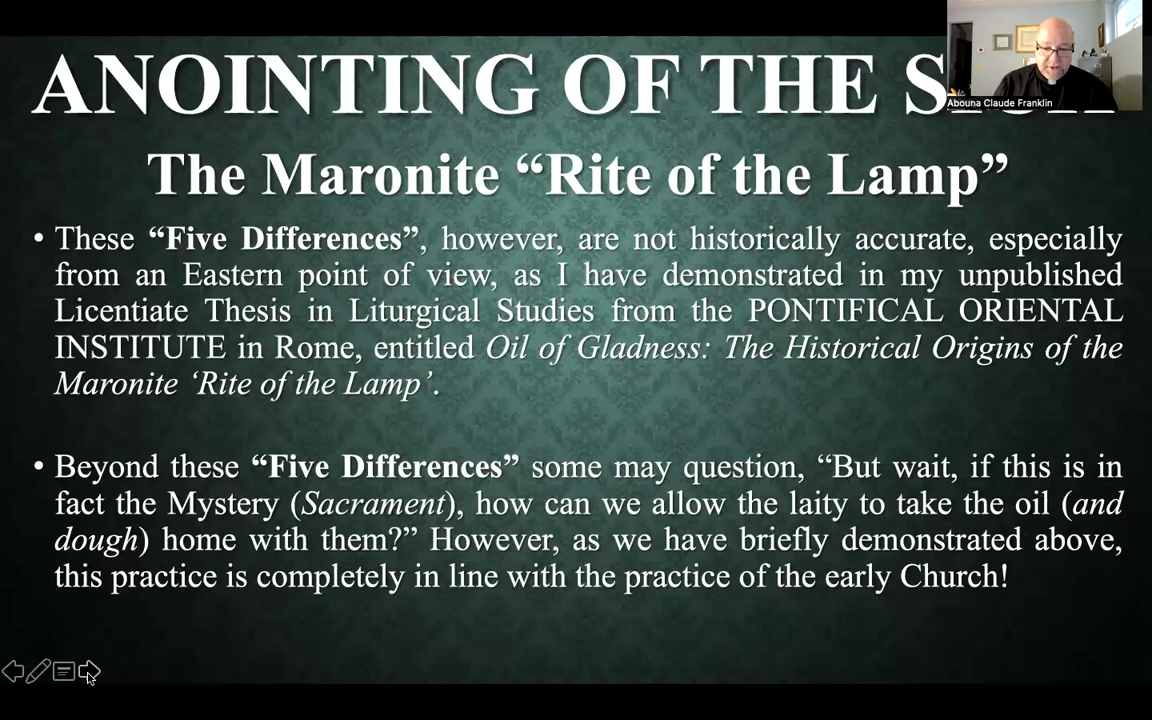 ANOINTING OF THE
The Maronite “Rite of the Lamp”
• These “Five Differences”, however, are not historically accurate, especially
from an Eastern point of view, as I have demonstrated in my unpublished
Licentiate Thesis in Liturgical Studies from the PONTIFICAL ORIENTAL
INSTITUTE in Rome, entitled Oil of Gladness: The Historical Origins of the
Maronite ‘Rite of the Lamp’.
• Beyond these “Five Differences” some may question, “But wait, if this is in
fact the Mystery (Sacrament), how can we allow the laity to take the oil (and
dough) home with them?” However, as we have briefly demonstrated above,
this practice is completely in line with the practice of the early Church!
Abouna Claude Franklin